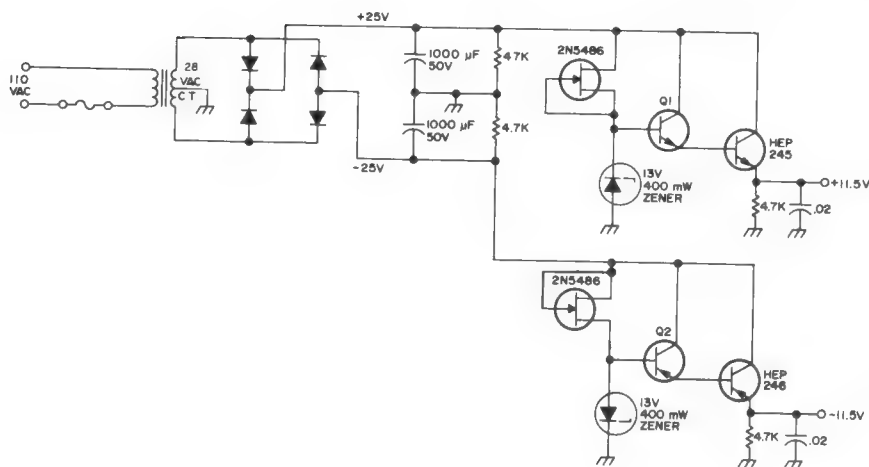 +25V
110
VAC
28
VAC
CT
1000 µF
50V
47K
1000 µF
50V
4.7K
-25V
2N5486
Q1
HEP
245
13V
400 mW
ZENER
4.7K
.02
+11.5V
2N5486
Q2
HEP
246
13V
400 mW
ZENER
4.7K
.02
-11.5V